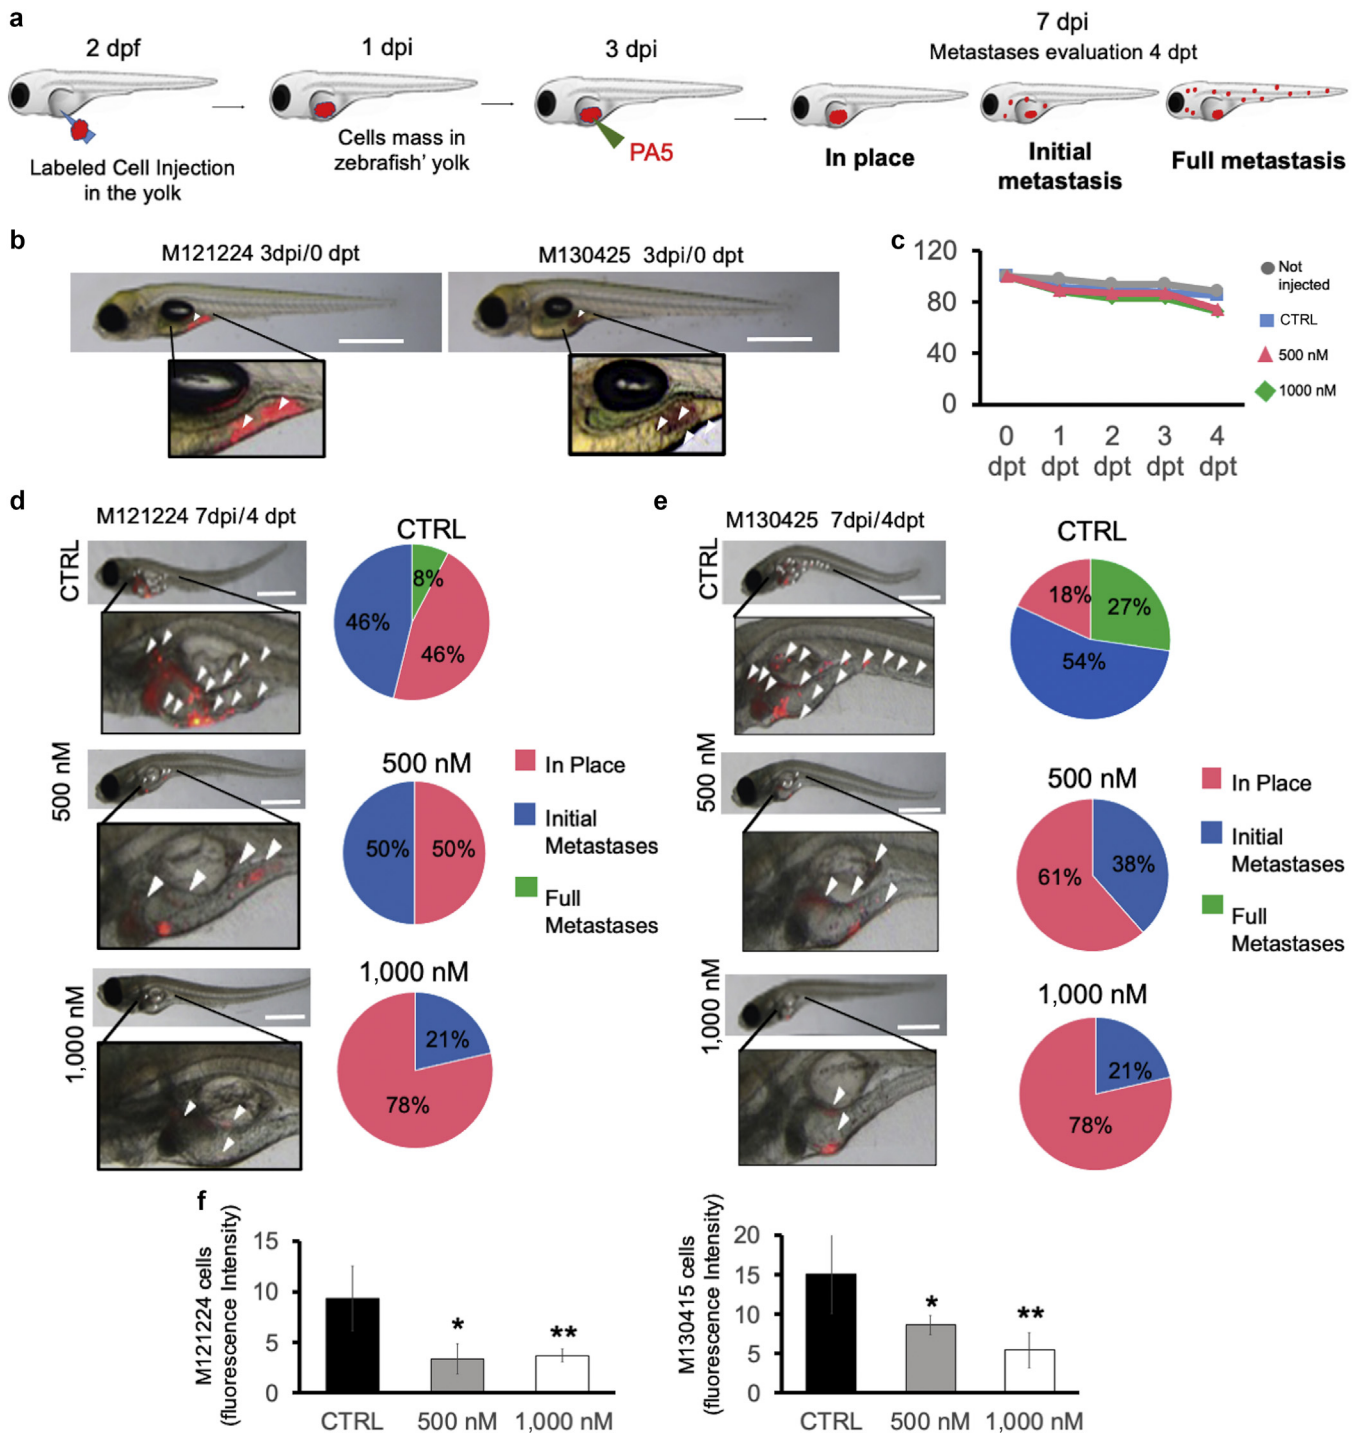 a
2 dpf
1 dpi
3 dpi
7 dpi
Metastases evaluation 4 dpt
Labeled Cell Injection
in the yolk
Cells mass in
zebrafish' yolk
PA5
In place
Initial
metastasis
Full metastasis
b
M121224 3dpi/0 dpt
M130425 3dpi/0 dpt
c
120
80
40
0
0
dpt
1
dpt
2
dpt
3
dpt
4
dpt
Not
injected
CTRL
500 nM
1000 nM
d
M121224 7dpi/4 dpt
CTRL
CTRL
8%
46%
46%
500 nM
500 nM
50%
50%
In Place
Initial
Metastases
Full
Metastases
1,000 nM
1,000 nM
21%
78%
e
M130425 7dpi/4dpt
CTRL
CTRL
18%
27%
54%
500 nM
500 nM
61%
38%
In Place
Initial
Metastases
Full
Metastases
1,000 nM
1,000 nM
21%
78%
f
M121224 cells
(fluorescence Intensity)
15
10
5
0
*
**
CTRL
500 nM
1,000 nM
M130415 cells
(fluorescence Intensity)
20
15
10
5
0
*
**
CTRL
500 nM
1,000 nM